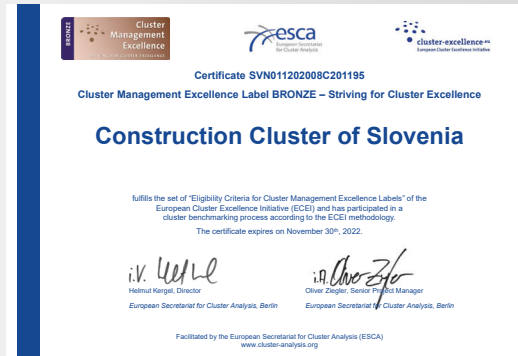 BRONZE
Cluster
Management
Excellence
STRIVING FOR CLUSTER EXCELLENCE
esca
European Secretariat
for Cluster Analysis
cluster-excellence.eu
European Cluster Excellence Initiative
Certificate SVN011202008C201195
Cluster Management Excellence Label BRONZE – Striving for Cluster Excellence
Construction Cluster of Slovenia
fulfills the set of "Eligibility Criteria for Cluster Management Excellence Labels" of the
European Cluster Excellence Initiative (ECEI) and has participated in a
cluster benchmarking process according to the ECEI methodology.
The certificate expires on November 30th, 2022.
i.V.
i.A. Oliver
Helmut Kergel, Director
Oliver Ziegler, Senior Project Manager
European Secretariat for Cluster Analysis, Berlin
European Secretariat for Cluster Analysis, Berlin
Facilitated by the European Secretariat for Cluster Analysis (ESCA)
www.cluster-analysis.org